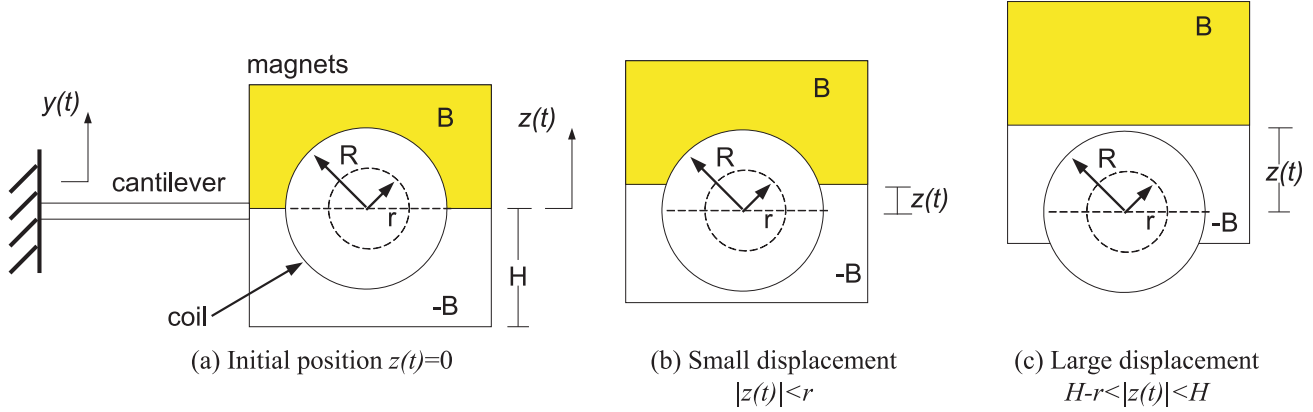 magnets
y(t)
B
z(t)
R
cantilever
r
H
coil
-B
(a) Initial position z(t)=0
B
R
z(t)
r
-B
(b) Small displacement
|z(t)|<r
B
R
z(t)
r
-B
(c) Large displacement
H-r<|z(t)|<H